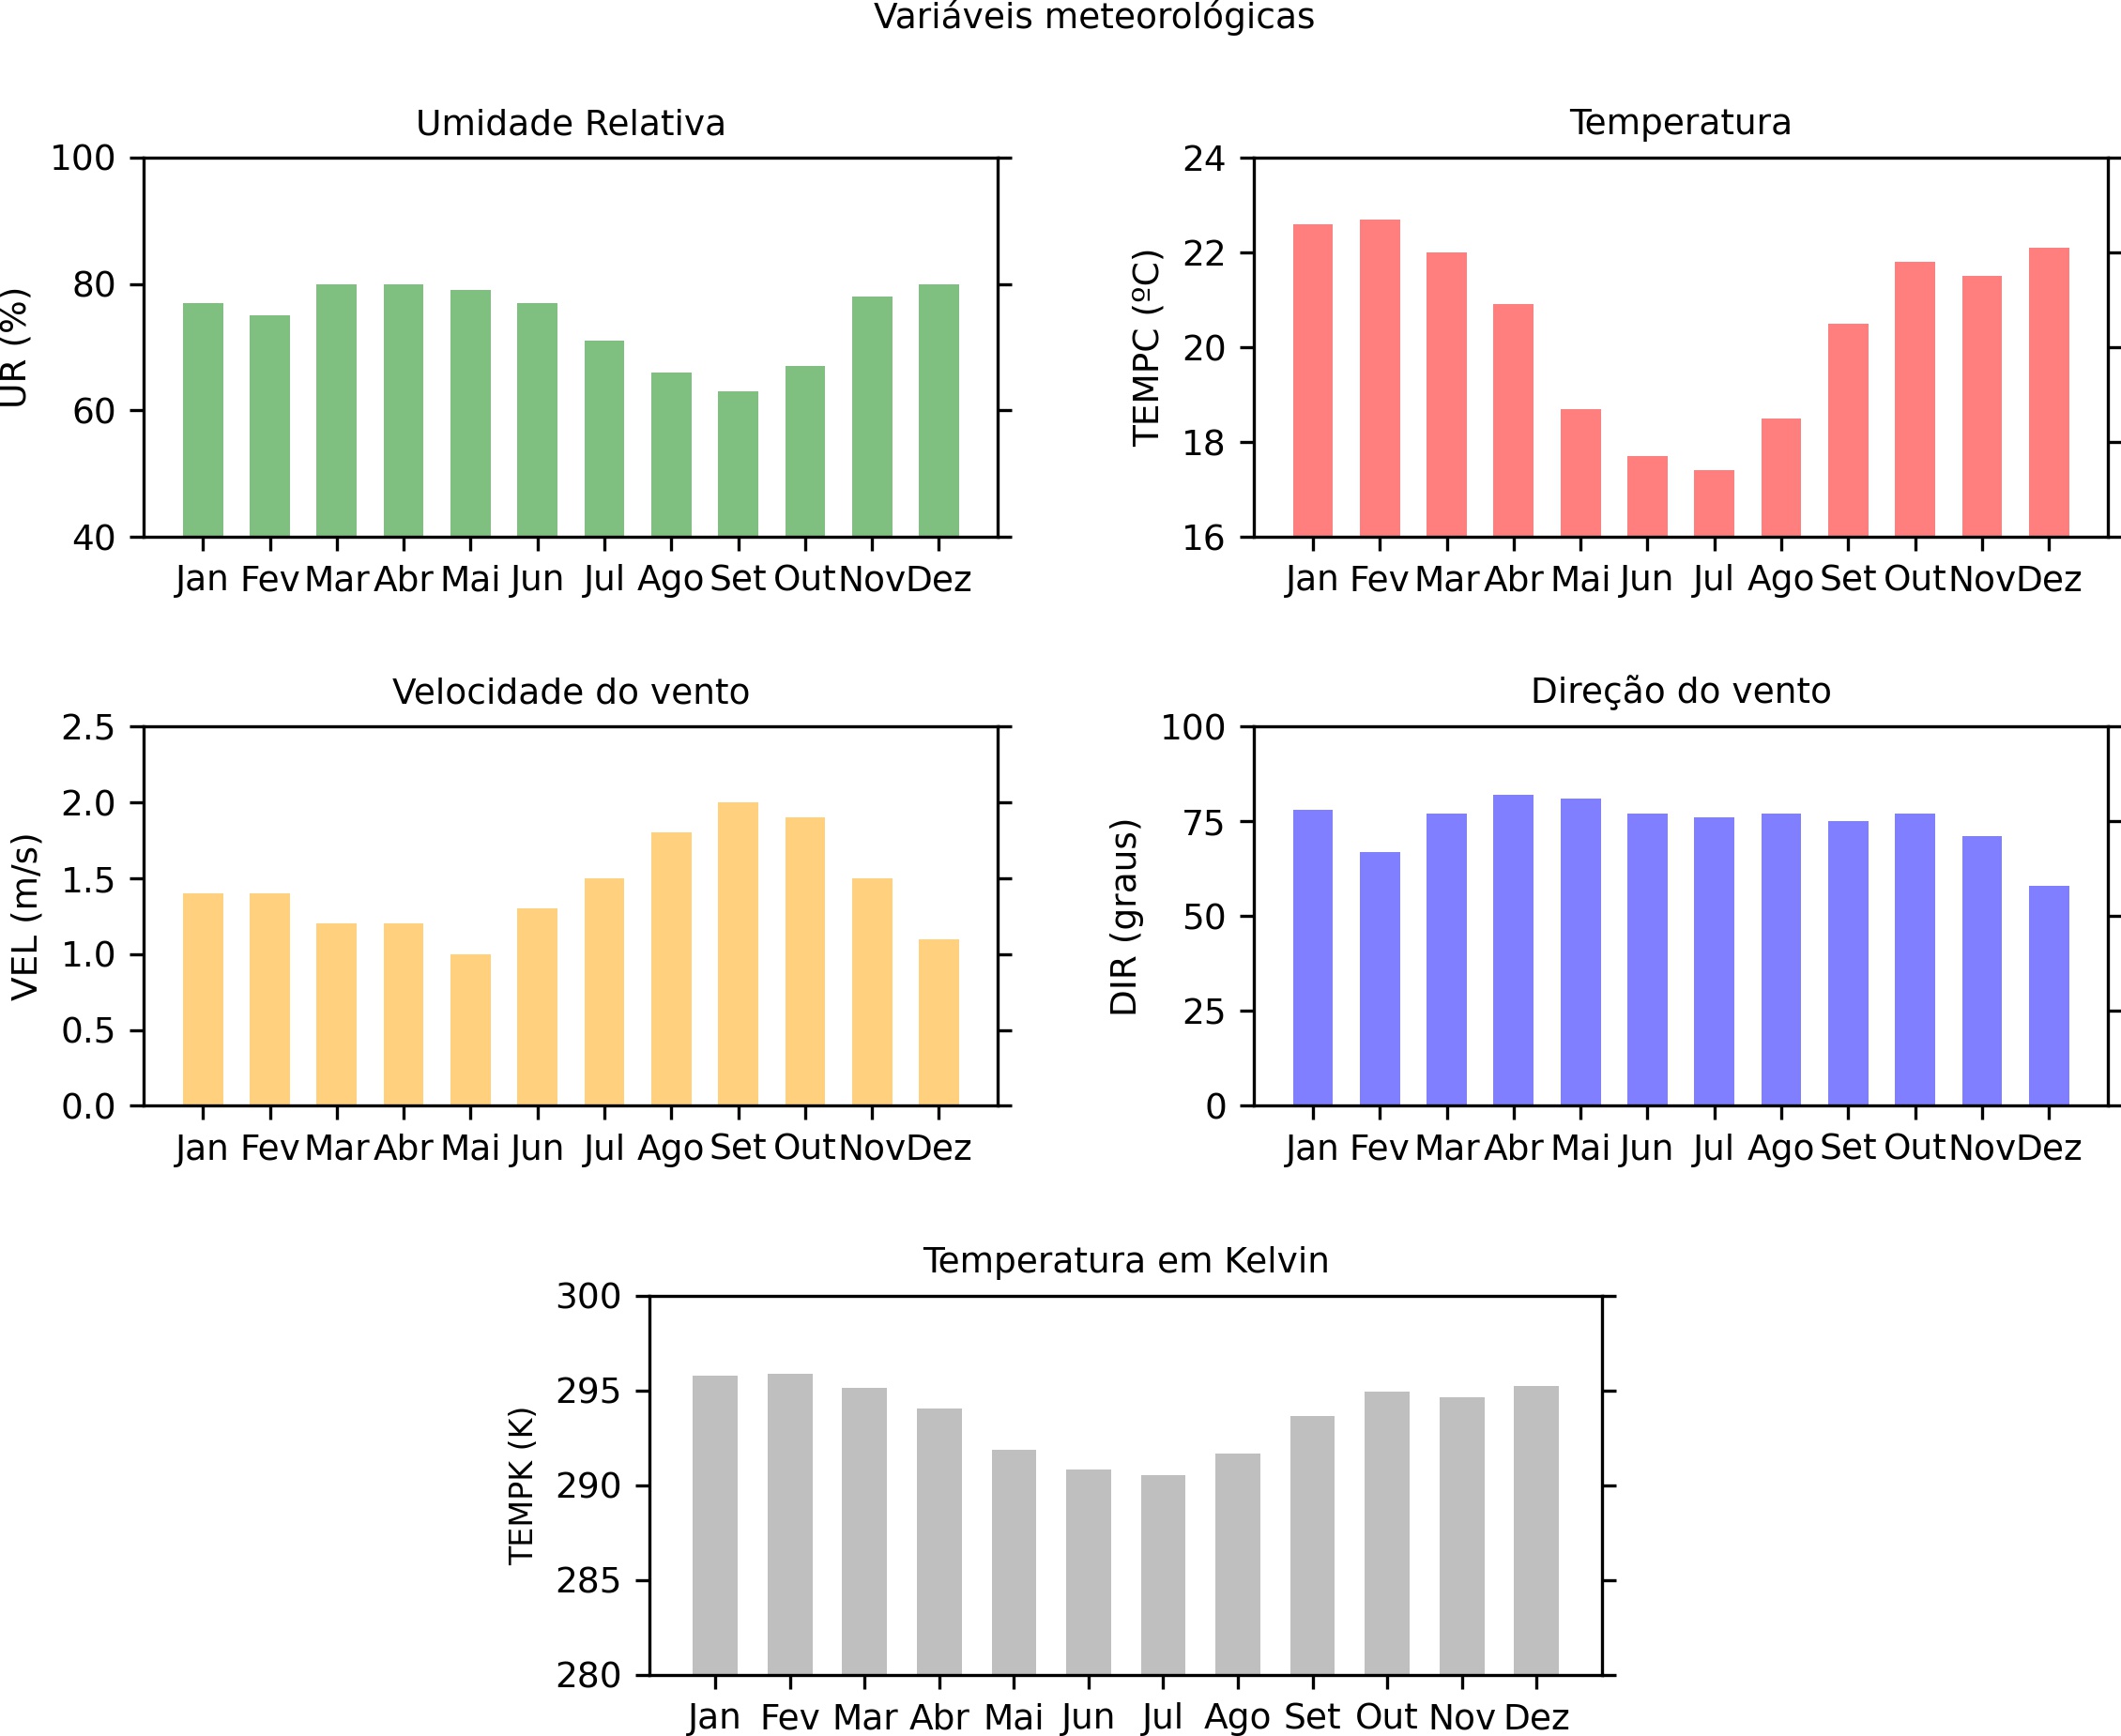 Variáveis meteorológicas
Umidade Relativa
UR (%)
100
80
60
40
Jan Fev Mar Abr Mai Jun Jul Ago Set Out Nov Dez
Temperatura
TEMPC (ºC)
24
22
20
18
16
Jan Fev Mar Abr Mai Jun Jul Ago Set Out Nov Dez
Velocidade do vento
VEL (m/s)
2.5
2.0
1.5
1.0
0.5
0.0
Jan Fev Mar Abr Mai Jun Jul Ago Set Out Nov Dez
Direção do vento
DIR (graus)
100
75
50
25
0
Jan Fev Mar Abr Mai Jun Jul Ago Set Out Nov Dez
Temperatura em Kelvin
TEMPK (K)
300
295
290
285
280
Jan Fev Mar Abr Mai Jun Jul Ago Set Out Nov Dez